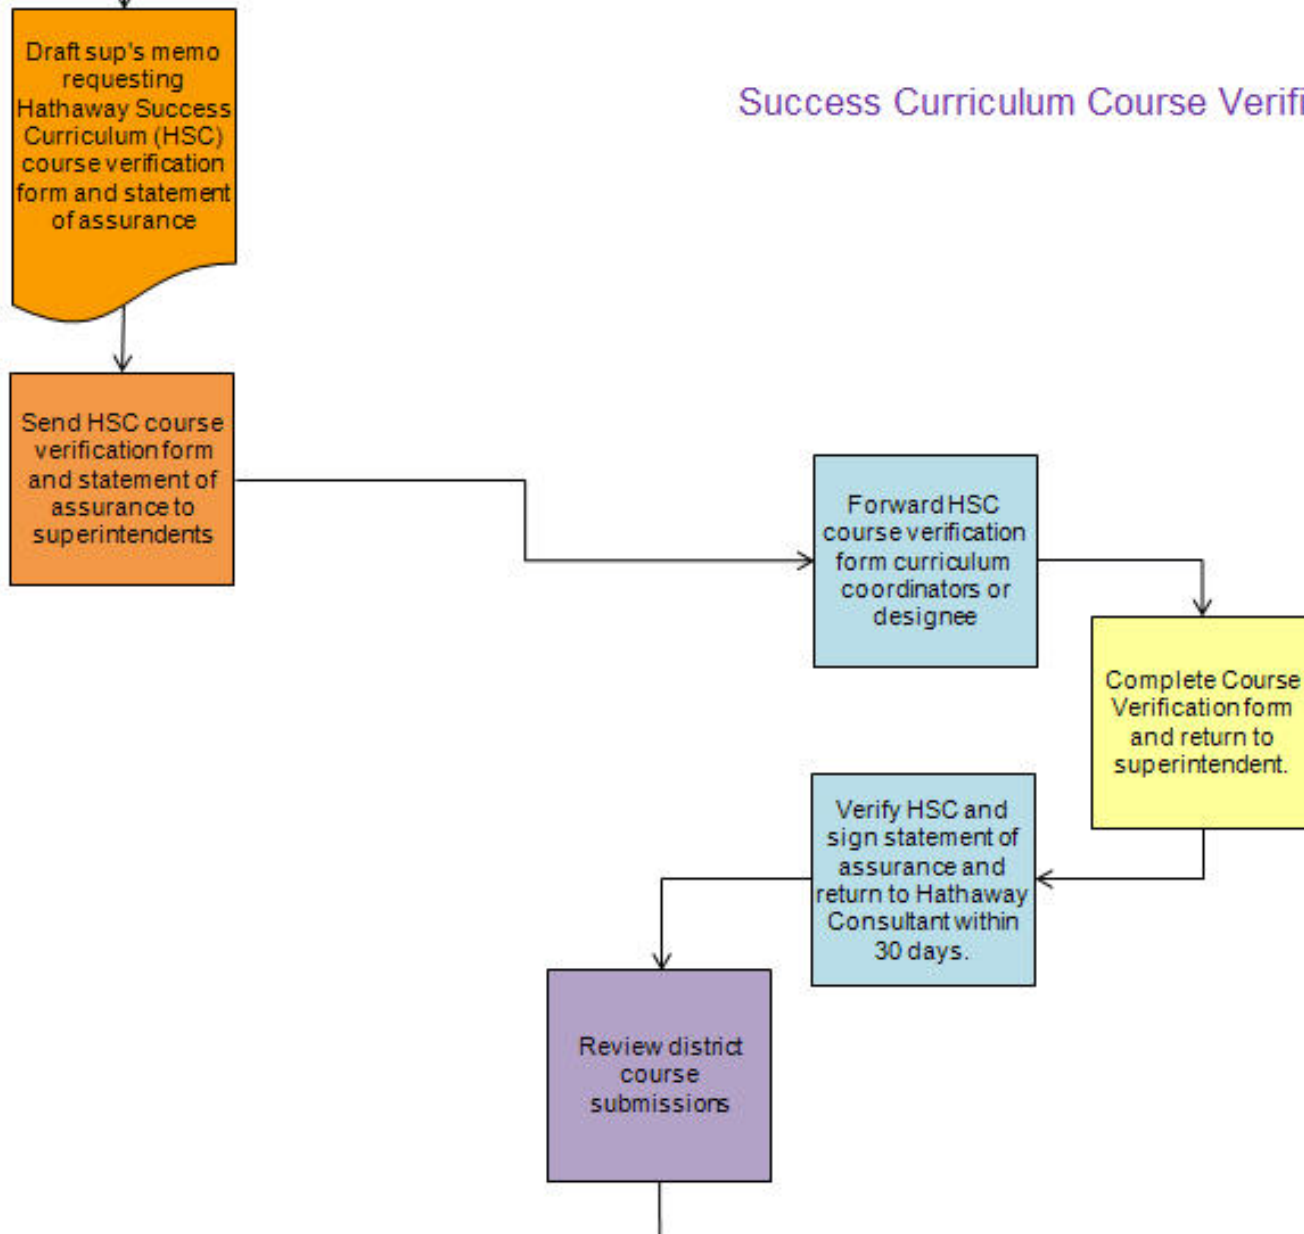 Draft sup's memo
requesting
Hathaway Success
Curriculum (HSC)
course verification
form and statement
of assurance
Success Curriculum Course Verifi
Send HSC course
verification form
and statement of
assurance to
superintendents
Forward HSC
course verification
form curriculum
coordinators or
designee
Complete Course
Verification form
and return to
superintendent.
Verify HSC and
sign statement of
assurance and
return to Hathaway
Consultant within
30 days.
Review district
course
submissions